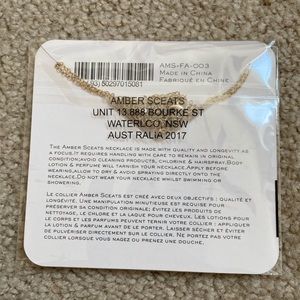 AMS-FA-003
MADE IN CHINA
FABRIQUÉ EN CHINE
(93) 80297015081
AMBER SCEATS
UNIT 13,888 BOURKE ST
WATERLOO, NSW
AUST RALIA 2017
THE AMBER SCEATS NECKLACE IS MADE WITH QUALITY AND LONGEVITY AS
A FOCUS.IT REQUIRES HANDLING WITH CARE TO REMAIN IN ORIGINAL
CONDITION,AVOID CLEANING PRODUCTS, CHLORINE & HAIRSPRAY.BODY
LOTION & PERFUME WILL TARNISH YOUR NECKLACE.APPLY BEFORE
WEARING,ALLOW TO DRY & AVOID SPRAYING DIRECTLY ONTO THE
NECKLACE.DO NOT WEAR YOUR NECKLACE WHILST SWIMMING OR
SHOWERING.
LE COLLIER AMBER SCEATS EST CRÉÉ AVEC DEUX OBJECTIFS : QUALITÉ ET
LONGÉVITÉ. UNE MANIPULATION MINUTIEUSE EST REQUISE POUR
PRÉSERVER SON CONDITION ORIGINALE. ÉVITEZ LES PRODUITS DE
NETTOYAGE, LE CHLORE ET LA LAQUE POUR CHEVEUX. LES LOTIONS POUR
LE CORPS ET LES PARFUMS PEUVENT TERNIR VOTRE COLLIER. APPLIQUER LA
LOTION & PARFUM AVANT DE LE PORTER. LAISSER SÉCHER ET ÉVITER
DE PULVÉRISER DIRECTEMENT SUR LE COLLIER. NE PORTEZ PAS VOTRE
COLLIER LORSQUE VOUS NAGEZ OU PRENEZ UNE DOUCHE.